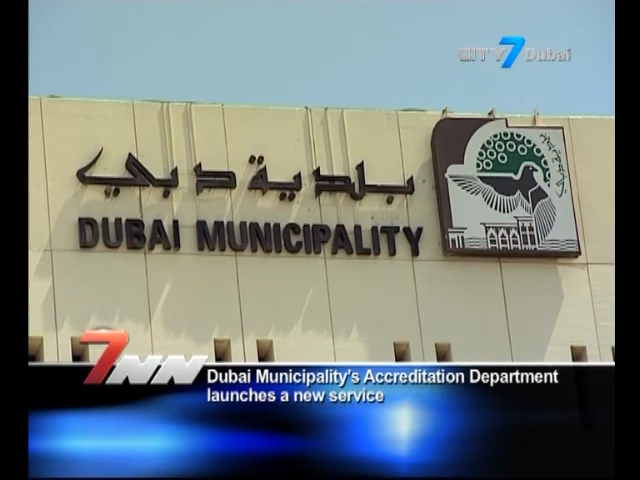 CITY 7 Dubai
بلدية دبي
DUBAI MUNICIPALITY
7NN
Dubai Municipality's Accreditation Department
launches a new service